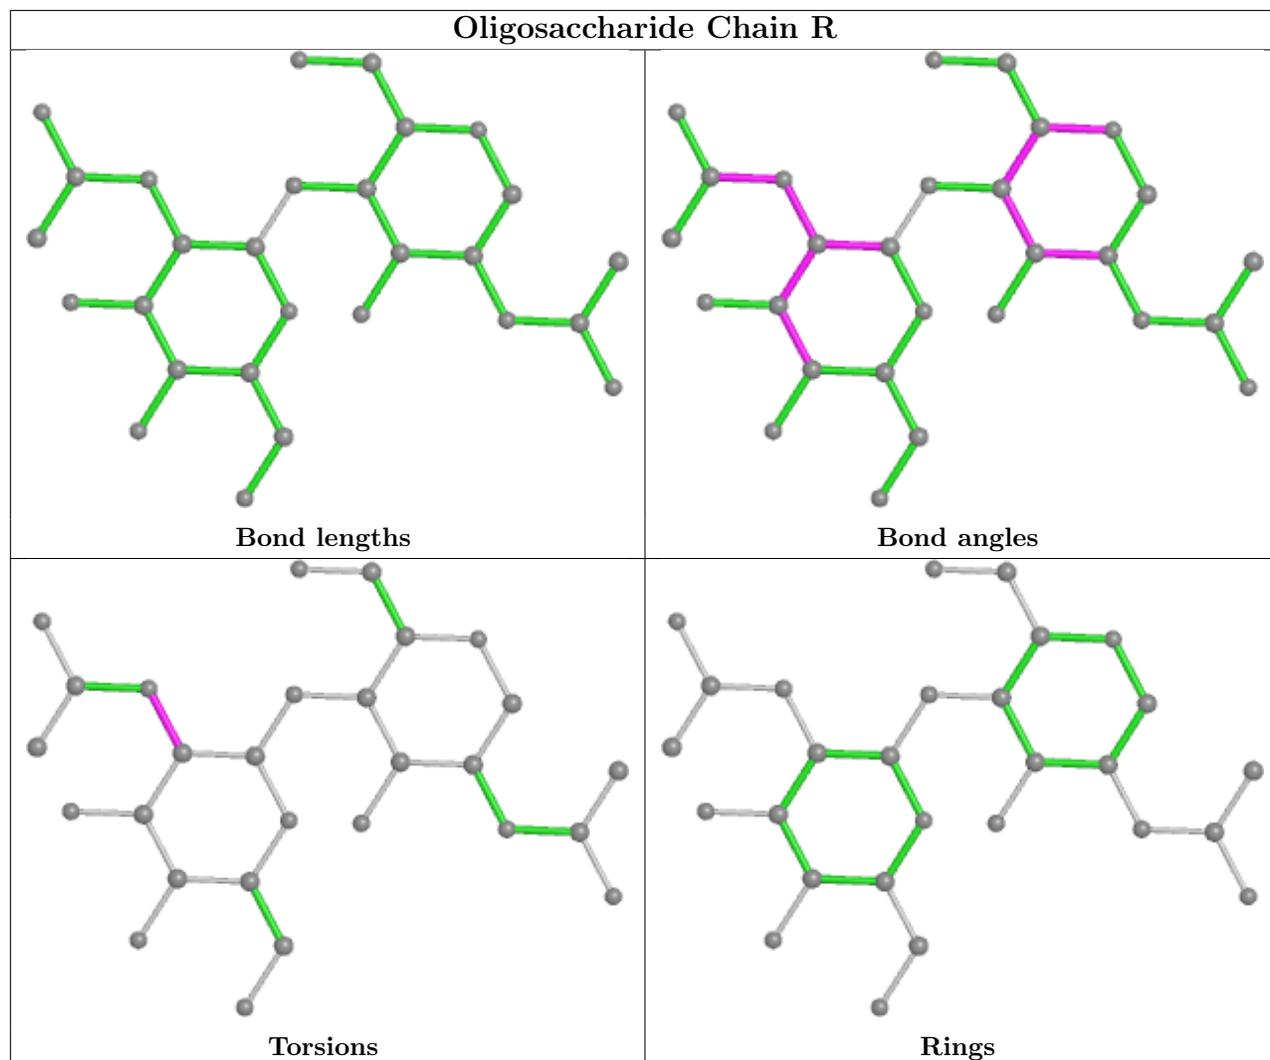 Oligosaccharide Chain R
Bond lengths
Bond angles
Torsions
Rings